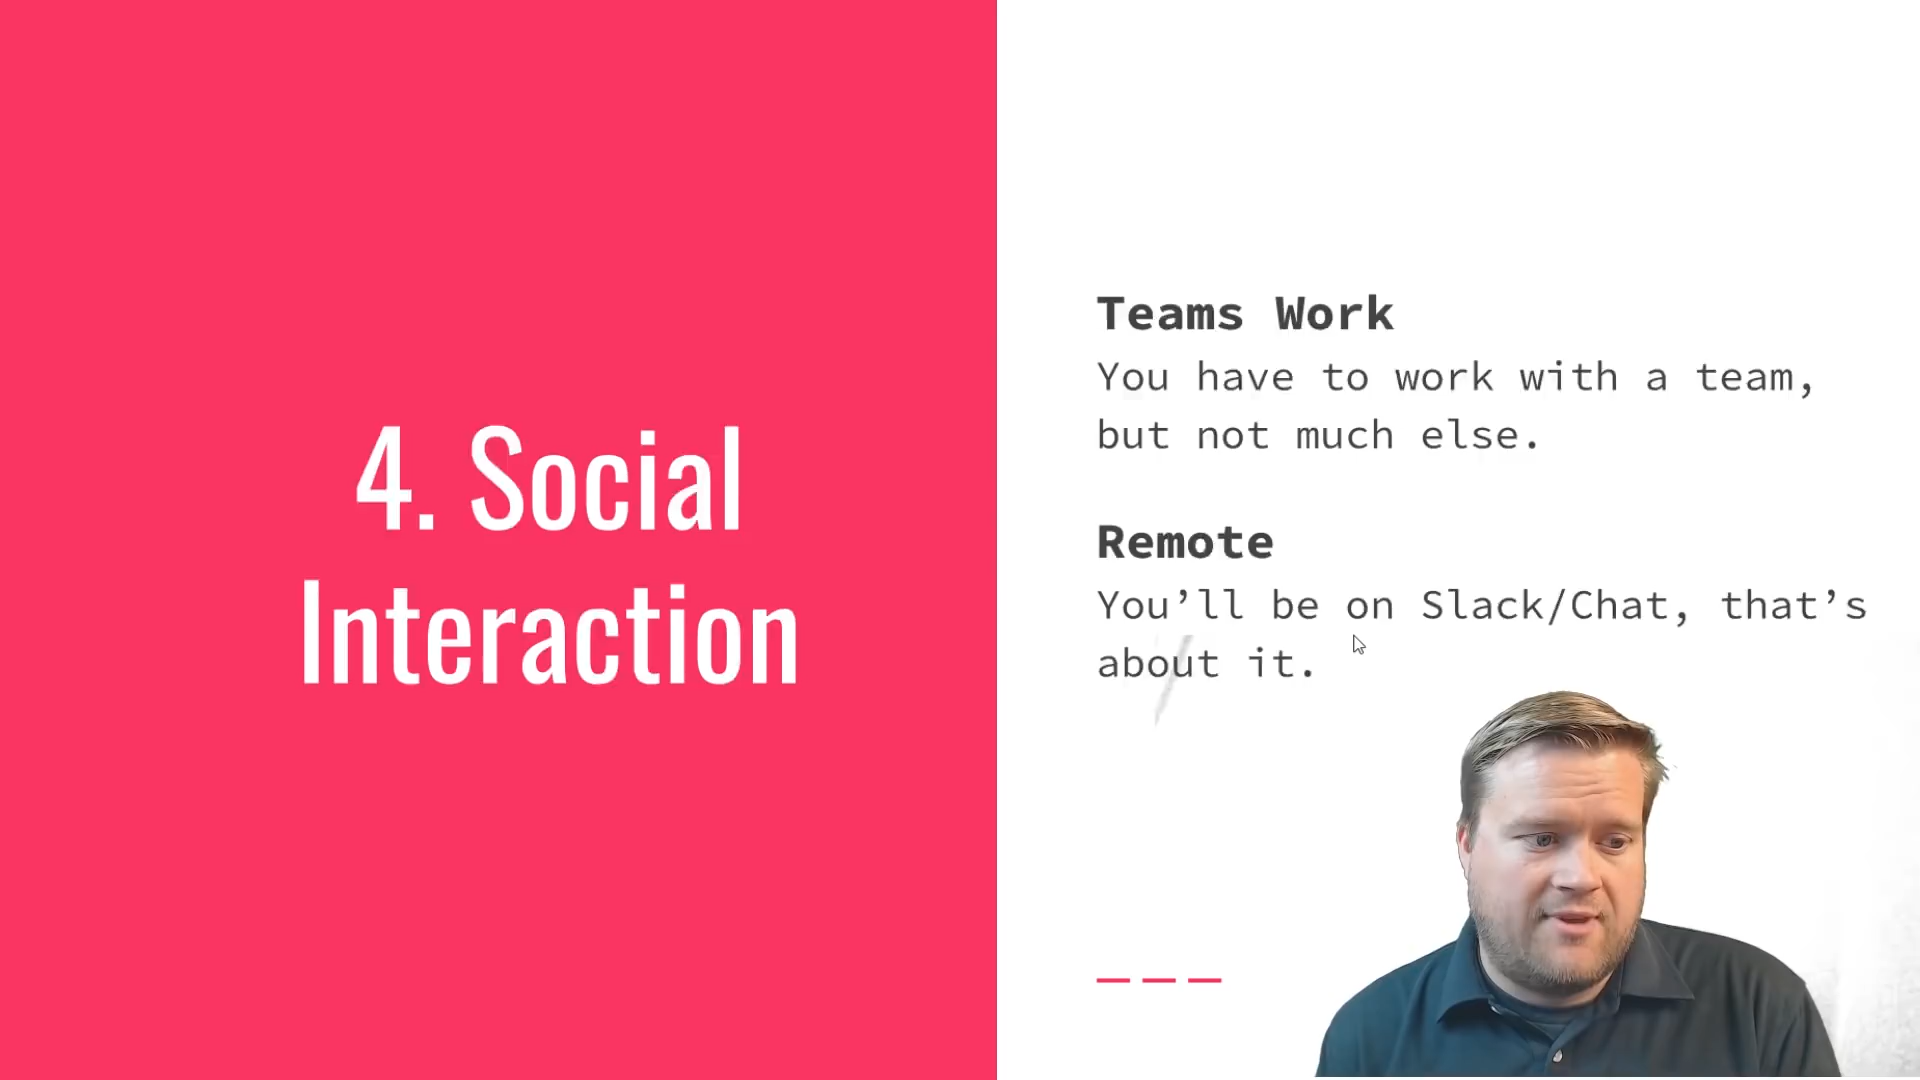 4. Social
Interaction
Teams Work
You have to work with a team,
but not much else.
Remote
You’ll be on Slack/Chat, that’s
about it.